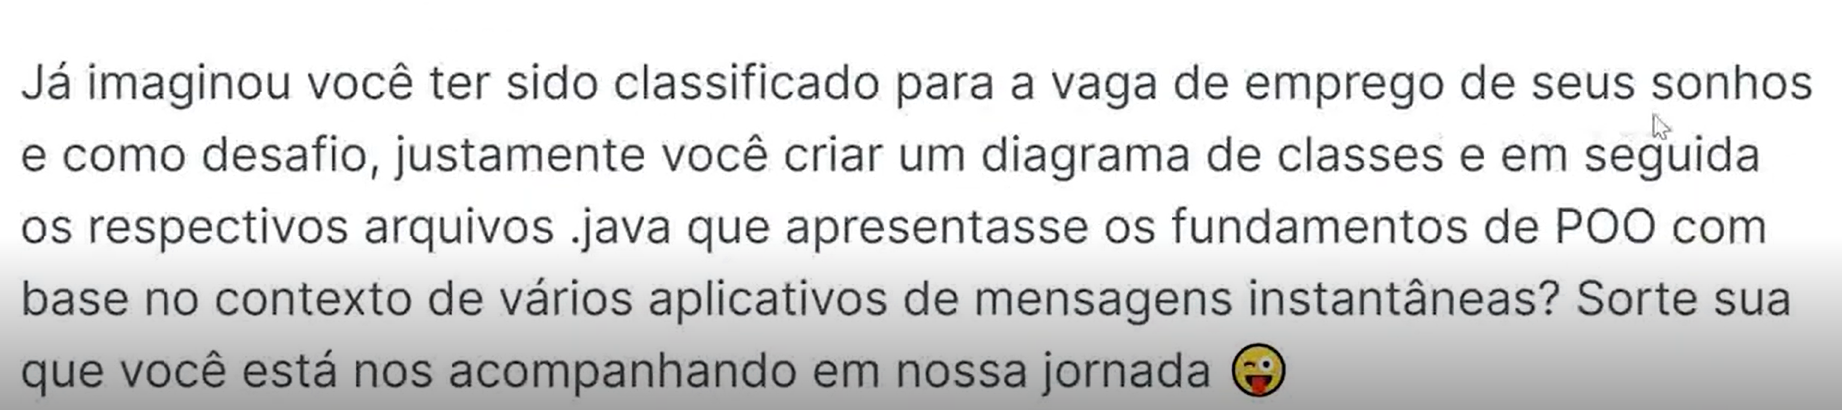 Já imaginou você ter sido classificado para a vaga de emprego de seus sonhos
e como desafio, justamente você criar um diagrama de classes e em seguida
os respectivos arquivos .java que apresentasse os fundamentos de POO com
base no contexto de vários aplicativos de mensagens instantâneas? Sorte sua
que você está nos acompanhando em nossa jornada 😜